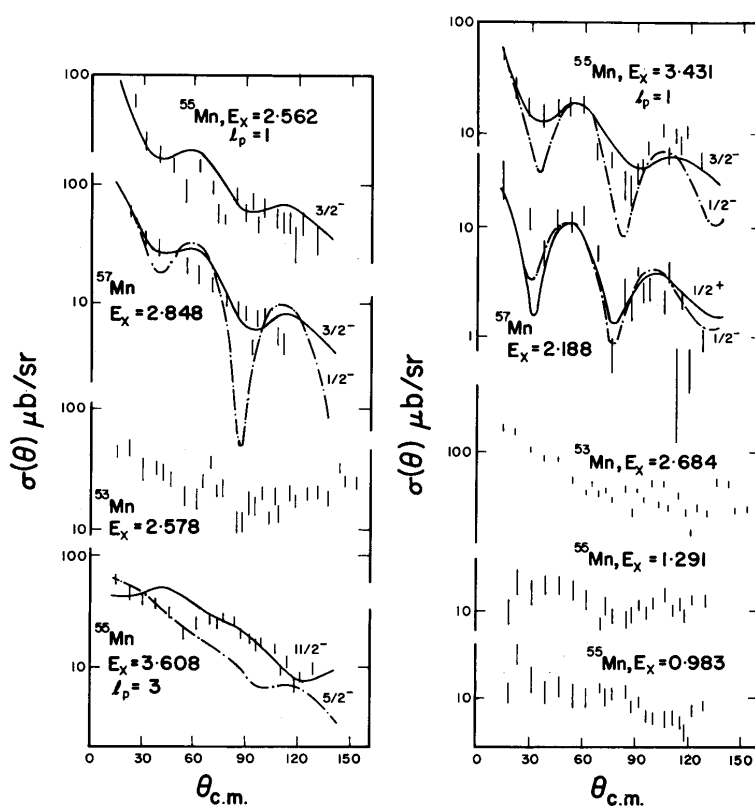 100
⁵⁵Mn, Eₓ = 2·562
ℓₚ = 1
3/2⁻
100
⁵⁷Mn
Eₓ = 2.848
10
3/2⁻
1/2⁻
100
⁵³Mn
Eₓ = 2.578
10
100
⁵⁵Mn
Eₓ = 3.608
ℓₚ = 3
11/2⁻
10
5/2⁻
σ(θ) μb/sr
0 30 60 90 120 150
θc.m.
100
⁵⁵Mn, Eₓ = 3·431
ℓₚ = 1
10
3/2⁻
1/2⁻
10
1/2⁺
⁵⁷Mn
Eₓ = 2·188
1/2⁻
1
σ(θ) μb/sr
⁵³Mn, Eₓ = 2·684
100
⁵⁵Mn, Eₓ = 1·291
10
⁵⁵Mn, Eₓ = 0·983
10
0 30 60 90 120 150
θc.m.